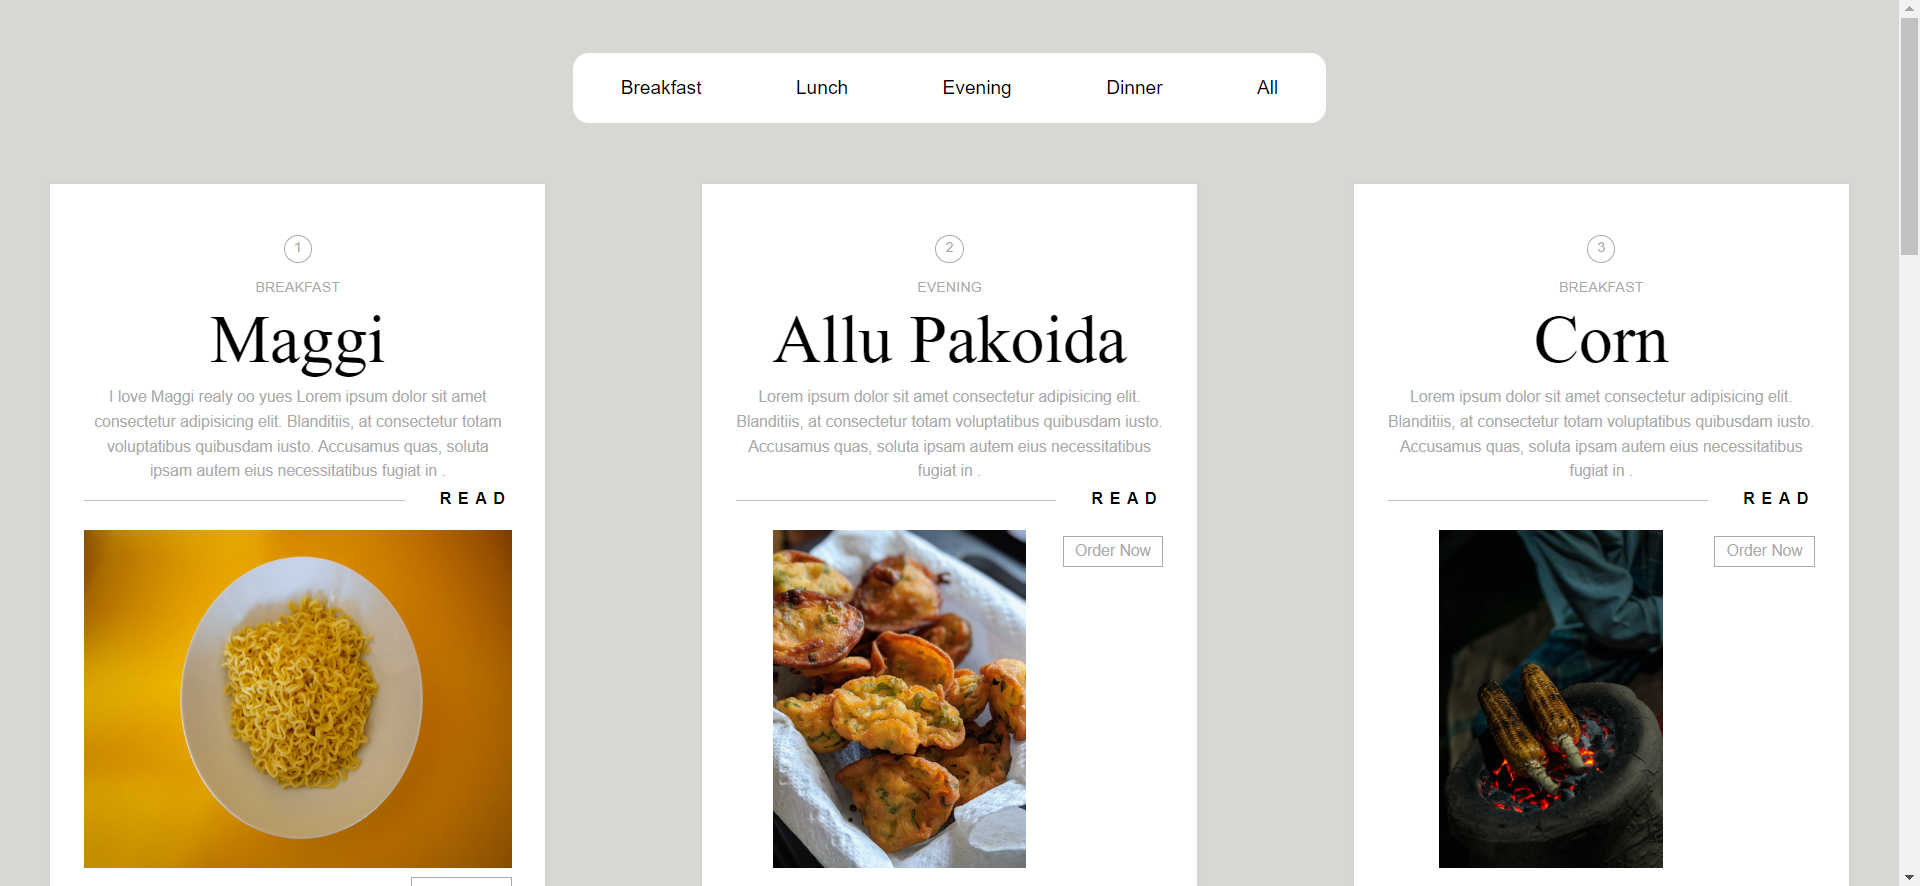 Breakfast Lunch Evening Dinner All
1
BREAKFAST
Maggi
I love Maggi realy oo yues Lorem ipsum dolor sit amet
consectetur adipisicing elit. Blanditiis, at consectetur totam
voluptatibus quibusdam iusto. Accusamus quas, soluta
ipsam autem eius necessitatibus fugiat in .
READ
2
EVENING
Allu Pakoida
Lorem ipsum dolor sit amet consectetur adipisicing elit.
Blanditiis, at consectetur totam voluptatibus quibusdam iusto.
Accusamus quas, soluta ipsam autem eius necessitatibus
fugiat in .
READ
Order Now
3
BREAKFAST
Corn
Lorem ipsum dolor sit amet consectetur adipisicing elit.
Blanditiis, at consectetur totam voluptatibus quibusdam iusto.
Accusamus quas, soluta ipsam autem eius necessitatibus
fugiat in .
READ
Order Now